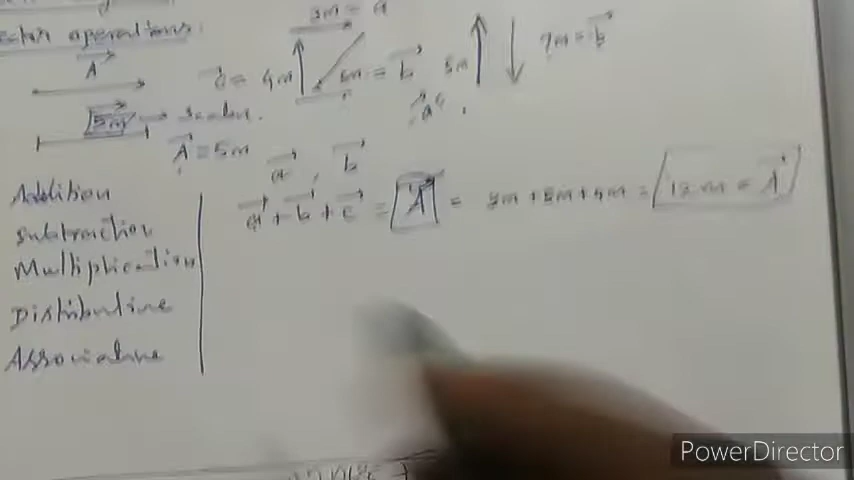 3m = a
vector operations:
A
c = 4m 5m = b 5m 7m = b
5m → scalar.
A = 5m
a , b
Addition
a + b + c = A = 3m + 5m + 4m = 12 m = A
Subtraction
Multiplication
Distributive
Associative
PowerDirector